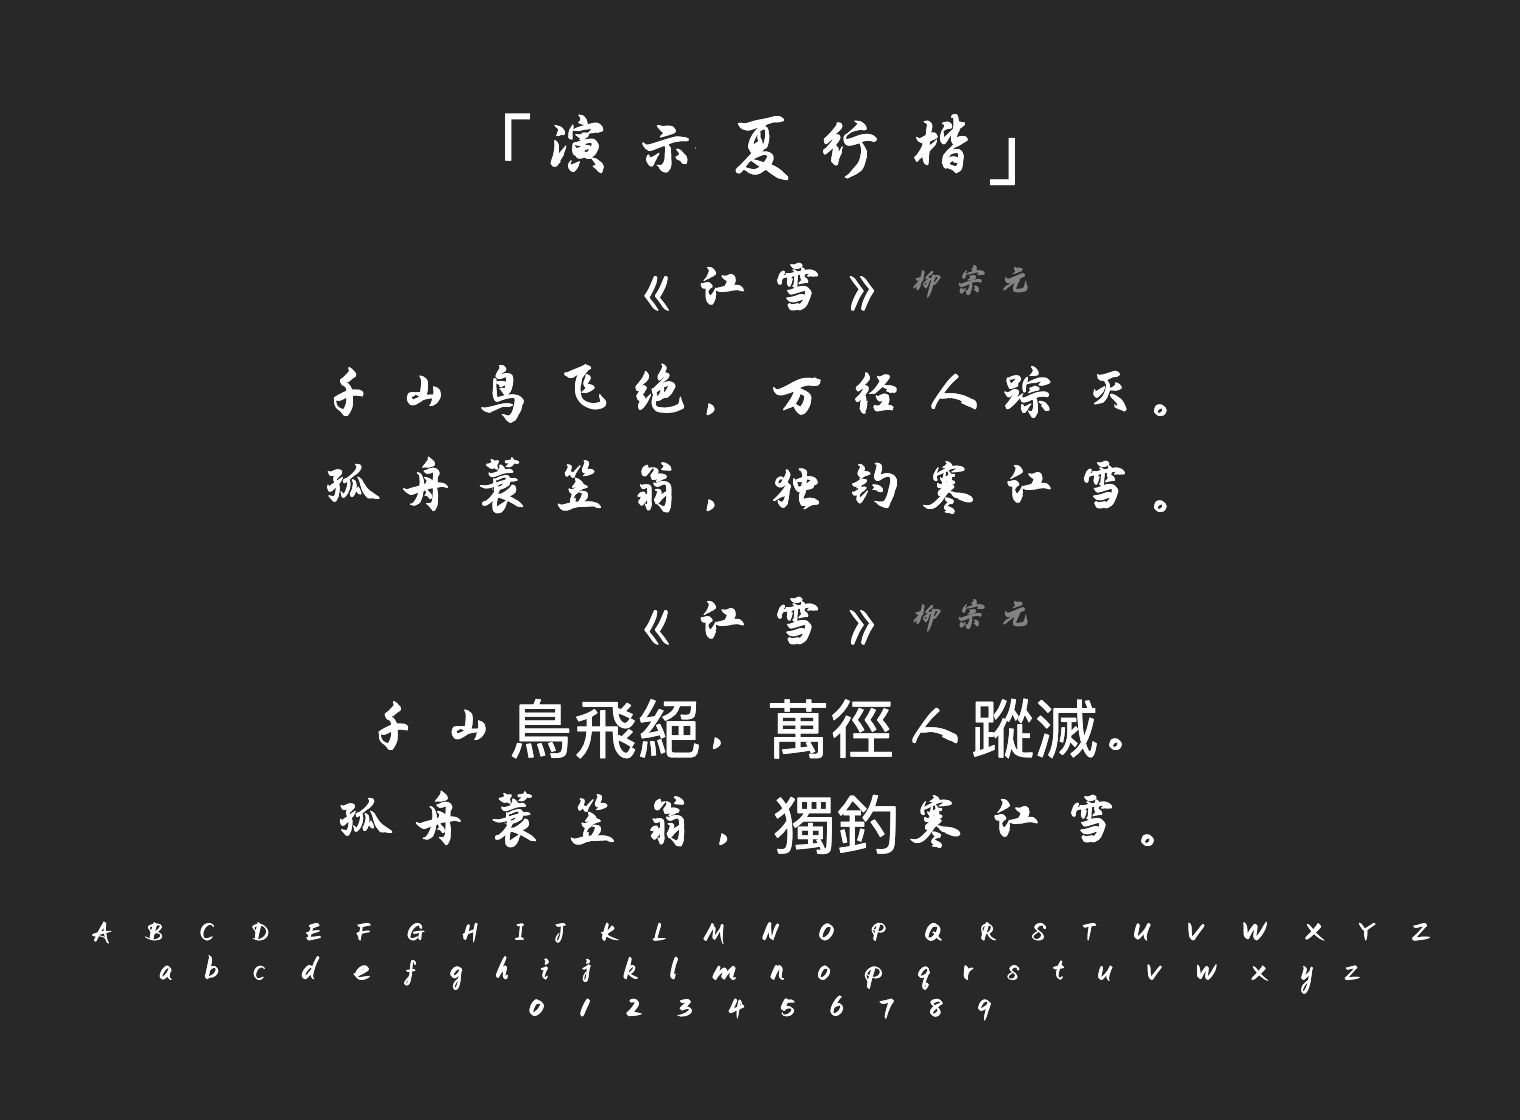 「演示夏行楷」
《江雪》柳宗元
千山鸟飞绝，万径人踪灭。
孤舟蓑笠翁，独钓寒江雪。
《江雪》柳宗元
千山鳥飛絕，萬徑人蹤滅。
孤舟蓑笠翁，獨釣寒江雪。
A B C D E F G H I J K L M N O P Q R S T U V W X Y Z
a b c d e f g h i j k l m n o p q r s t u v w x y z
0 1 2 3 4 5 6 7 8 9